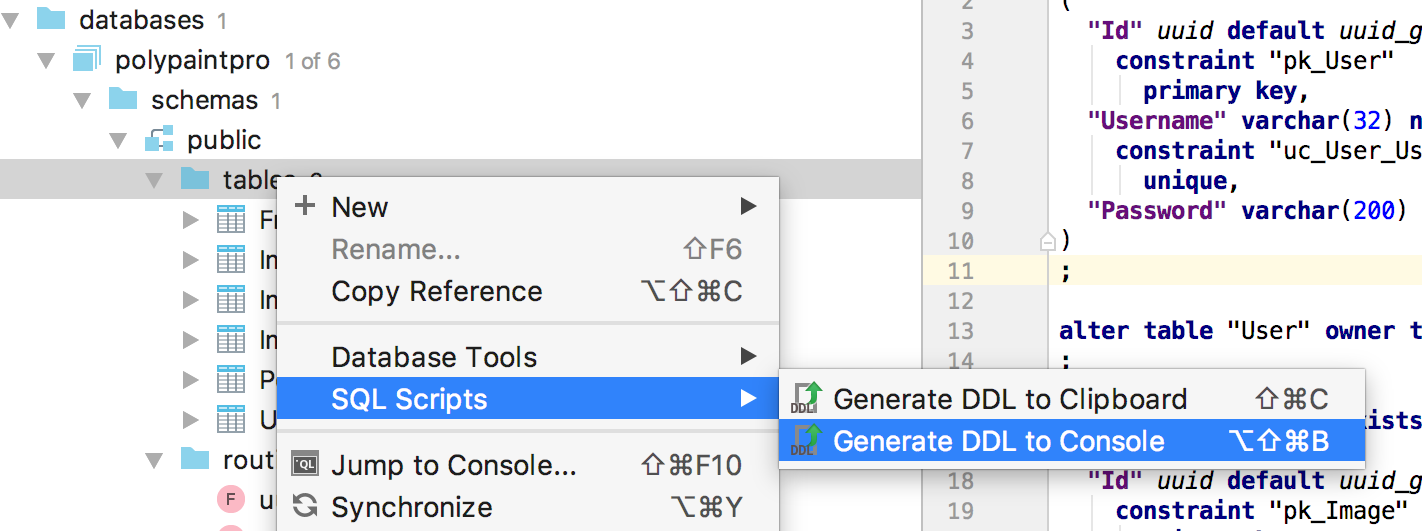 databases 1
polypaintpro 1 of 6
schemas 1
public
tables
Fr
In
In
In
U
rout
F
New
Rename... ⇧F6
Copy Reference ⌥⇧⌘C
Database Tools
SQL Scripts
Jump to Console... ⇧⌘F10
QL
Synchronize ⌥⌘Y
DDL Generate DDL to Clipboard ⇧⌘C
DDL Generate DDL to Console ⌥⇧⌘B
2 (
3 "Id" uuid default uuid_g
4 constraint "pk_User"
5 primary key,
6 "Username" varchar(32) n
7 constraint "uc_User_Us
8 unique,
9 "Password" varchar(200)
10 )
11 ;
12
13 alter table "User" owner t
14 ;
xists
18 "Id" uuid default uuid_g
19 constraint "pk_Image"